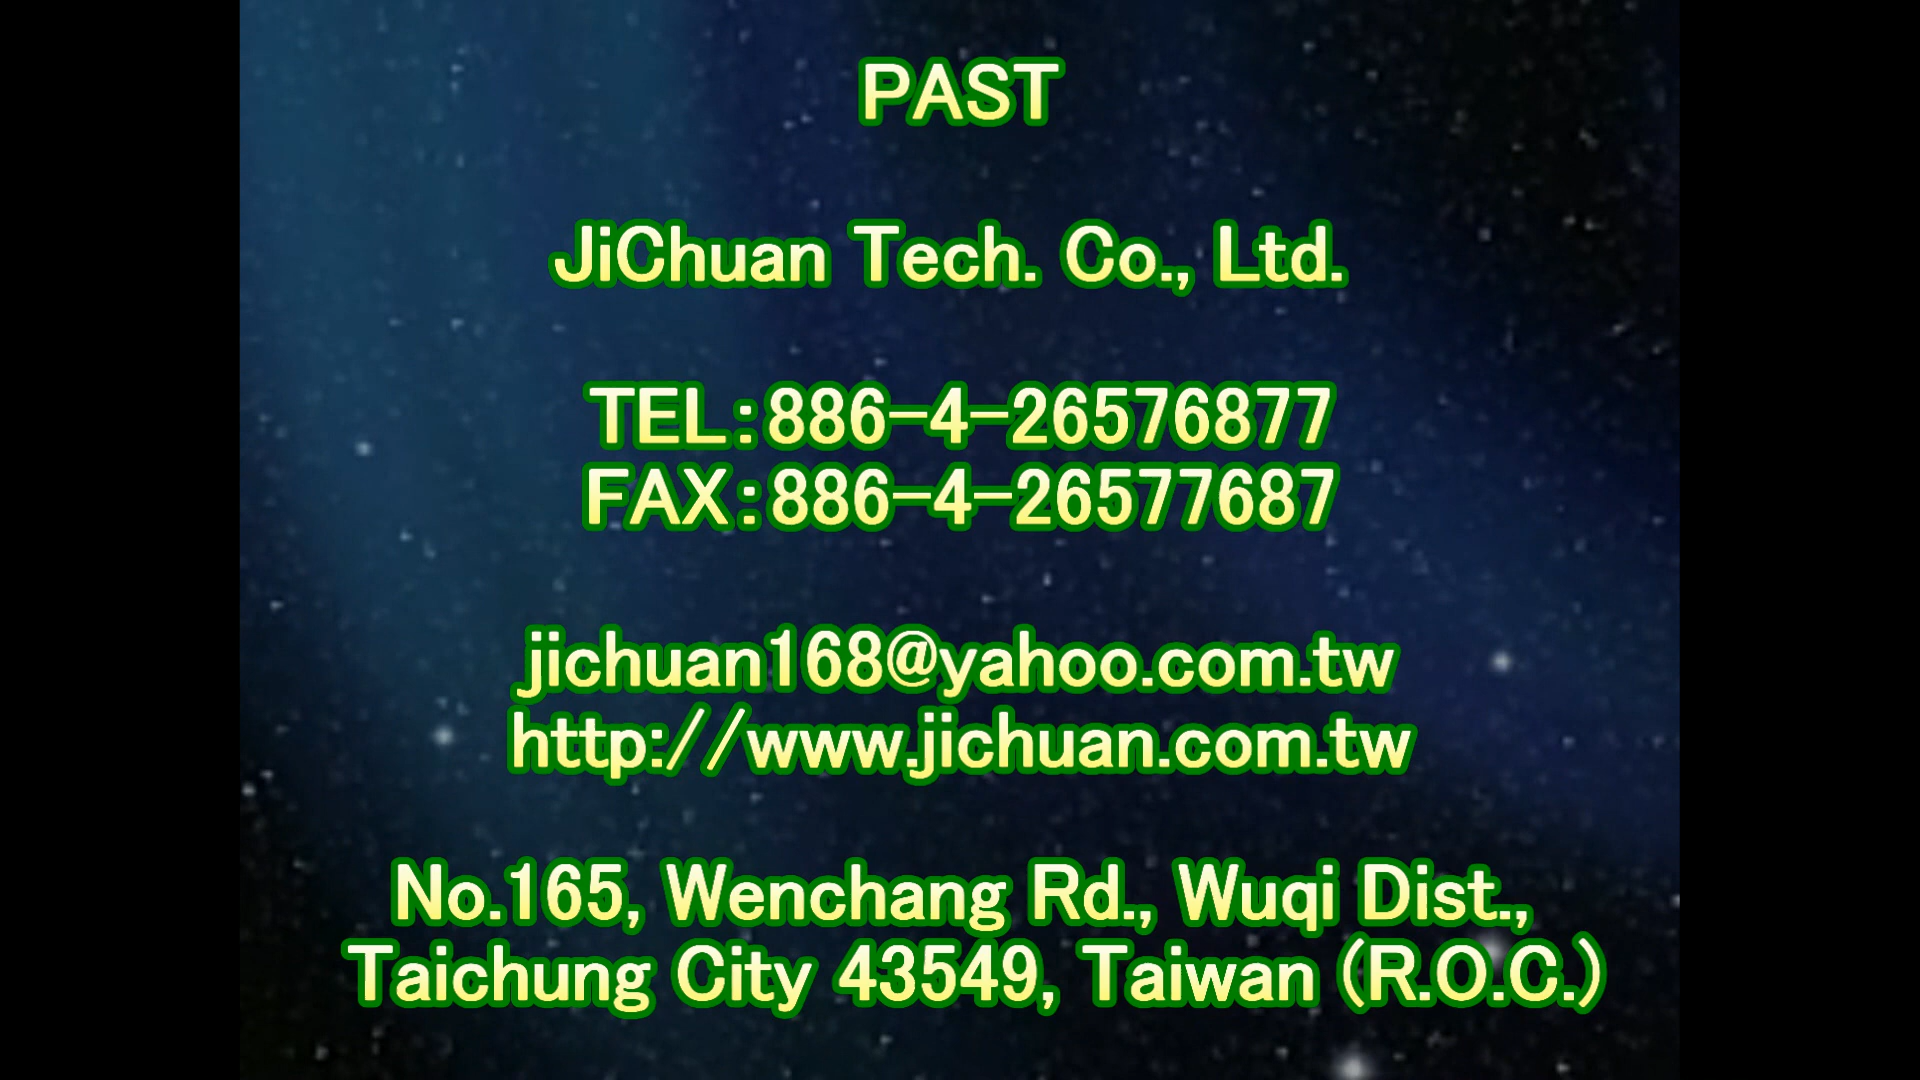 PAST
JiChuan Tech. Co., Ltd.
TEL:886-4-26576877
FAX:886-4-26577687
jichuan168@yahoo.com.tw
http://www.jichuan.com.tw
No.165, Wenchang Rd., Wuqi Dist.,
Taichung City 43549, Taiwan (R.O.C.)